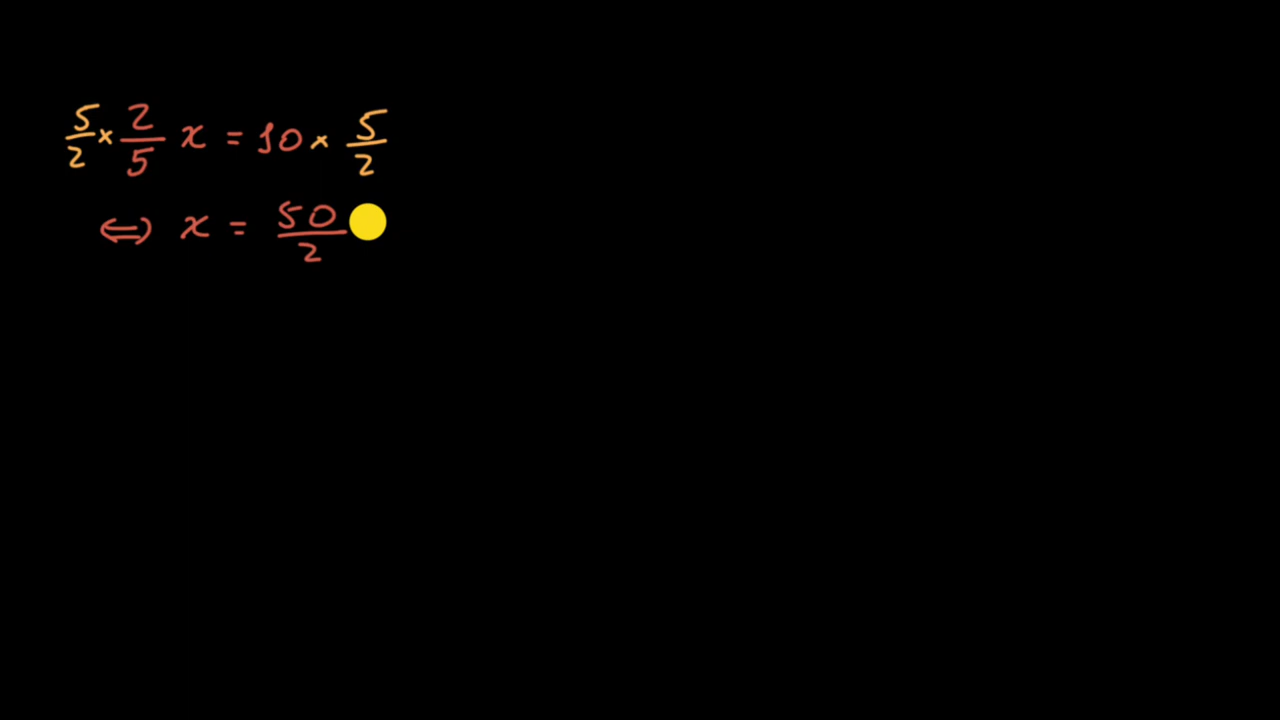 5/2 × 2/5 x = 10 × 5/2
⇔ x = 50/2